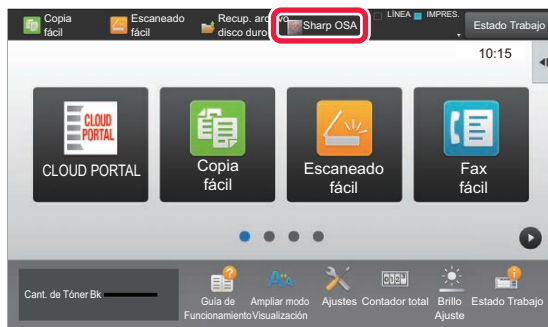 Copia
fácil
Escaneado
fácil
Recup. archivo
disco duro
Sharp OSA
LÍNEA
IMPRES.
Estado Trabajo
10:15
CLOUD
PORTAL
CLOUD PORTAL
Copia
fácil
Escaneado
fácil
Fax
fácil
Cant. de Tóner Bk
Guía de
Funcionamiento
Ampliar modo
Visualización
Ajustes
Contador total
Brillo
Ajuste
Estado Trabajo